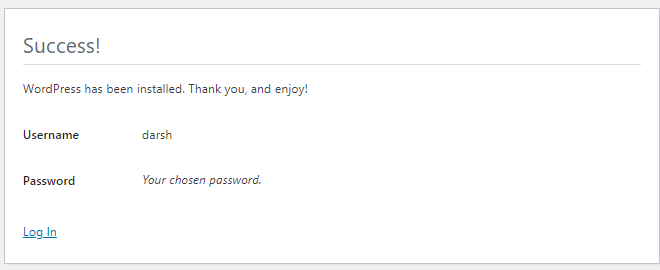 Success!
WordPress has been installed. Thank you, and enjoy!
Username darsh
Password Your chosen password.
Log In